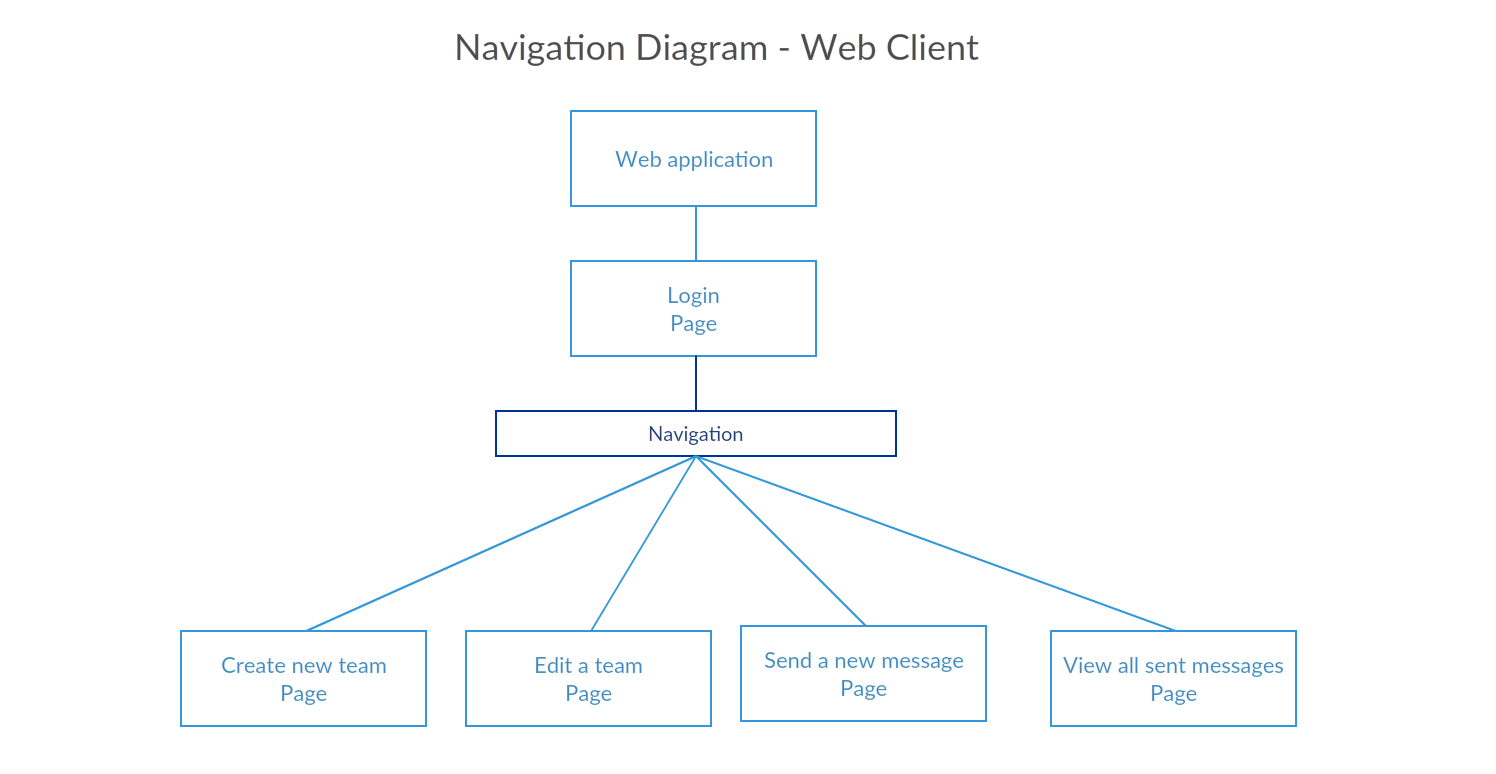 Navigation Diagram - Web Client
Web application
Login
Page
Navigation
Create new team
Page
Edit a team
Page
Send a new message
Page
View all sent messages
Page